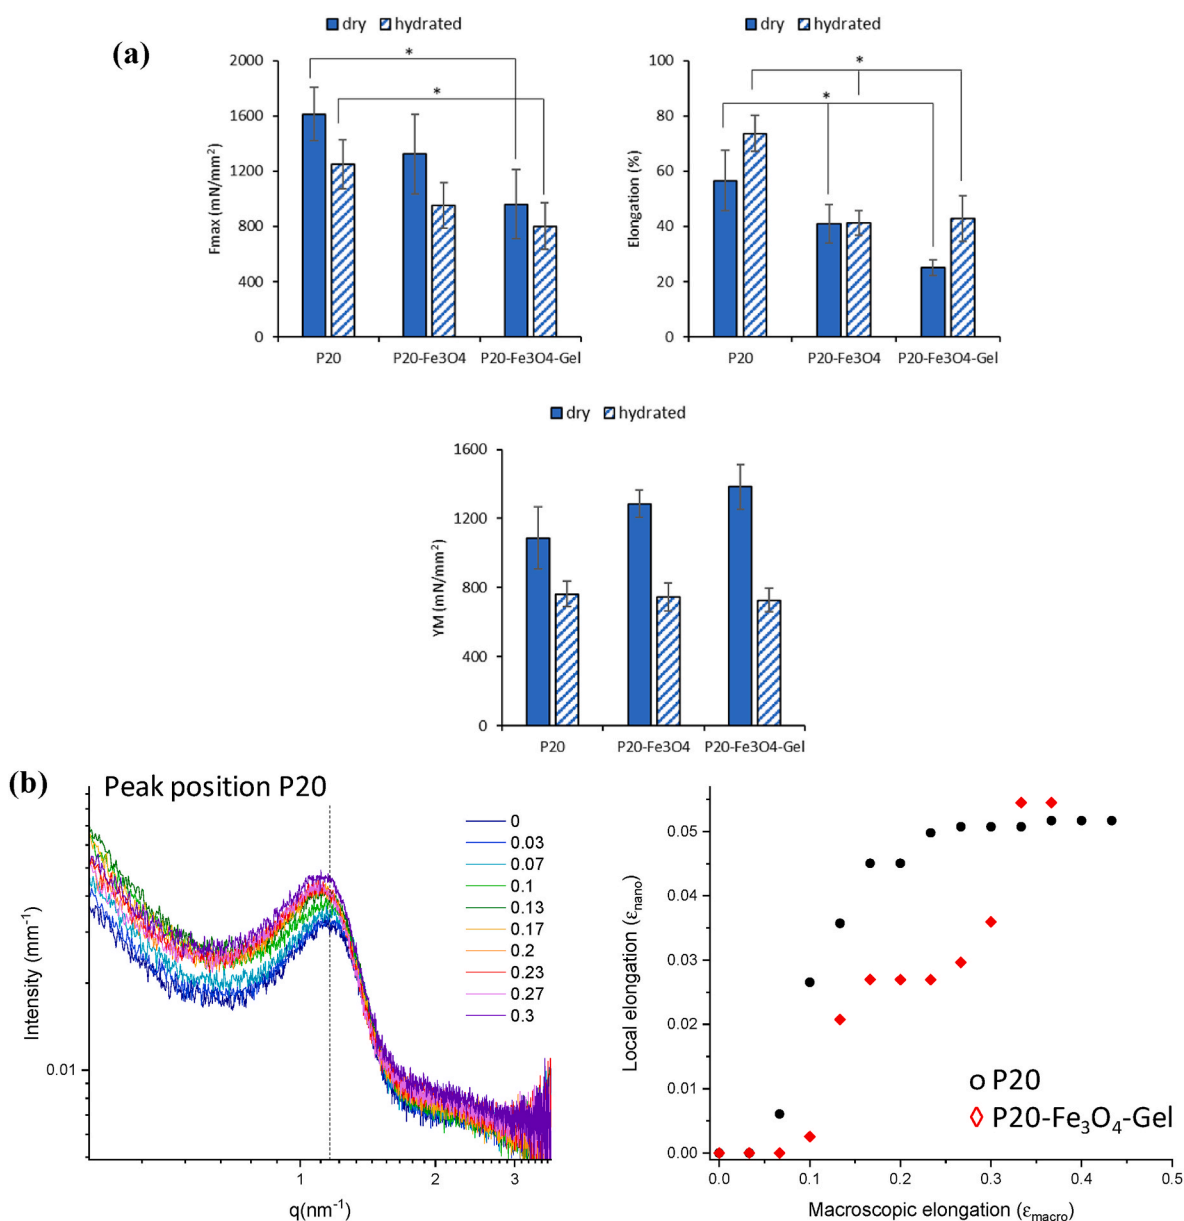 (a)
dry hydrated
2000
1600
1200
800
400
0
Fmax (mN/mm²)
* 
*
P20 P20-Fe3O4 P20-Fe3O4-Gel
dry hydrated
100
80
60
40
20
0
Elongation (%)
*
*
P20 P20-Fe3O4 P20-Fe3O4-Gel
dry hydrated
1600
1200
800
400
0
YM (mN/mm²)
P20 P20-Fe3O4 P20-Fe3O4-Gel
(b)
Peak position P20
0
0.03
0.07
0.1
0.13
0.17
0.2
0.23
0.27
0.3
Intensity (mm⁻¹)
0.01
1 2 3
q(nm⁻¹)
0.05
0.04
0.03
0.02
0.01
0.00
Local elongation (εnano)
P20
P20-Fe₃O₄-Gel
0.0 0.1 0.2 0.3 0.4 0.5
Macroscopic elongation (εmacro)